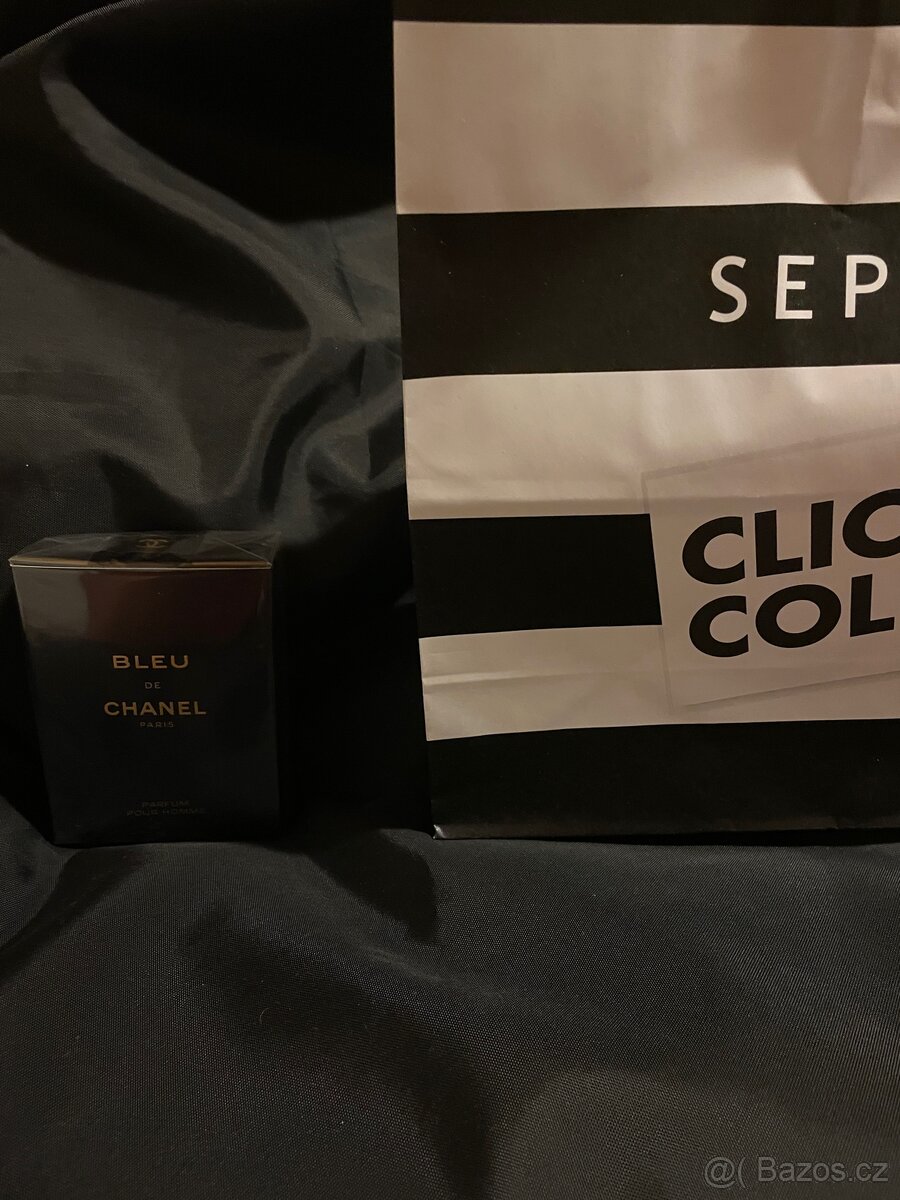 SEP
CLIC
COL
BLEU
DE
CHANEL
PARIS
PARFUM
POUR HOMME
@( Bazos.cz